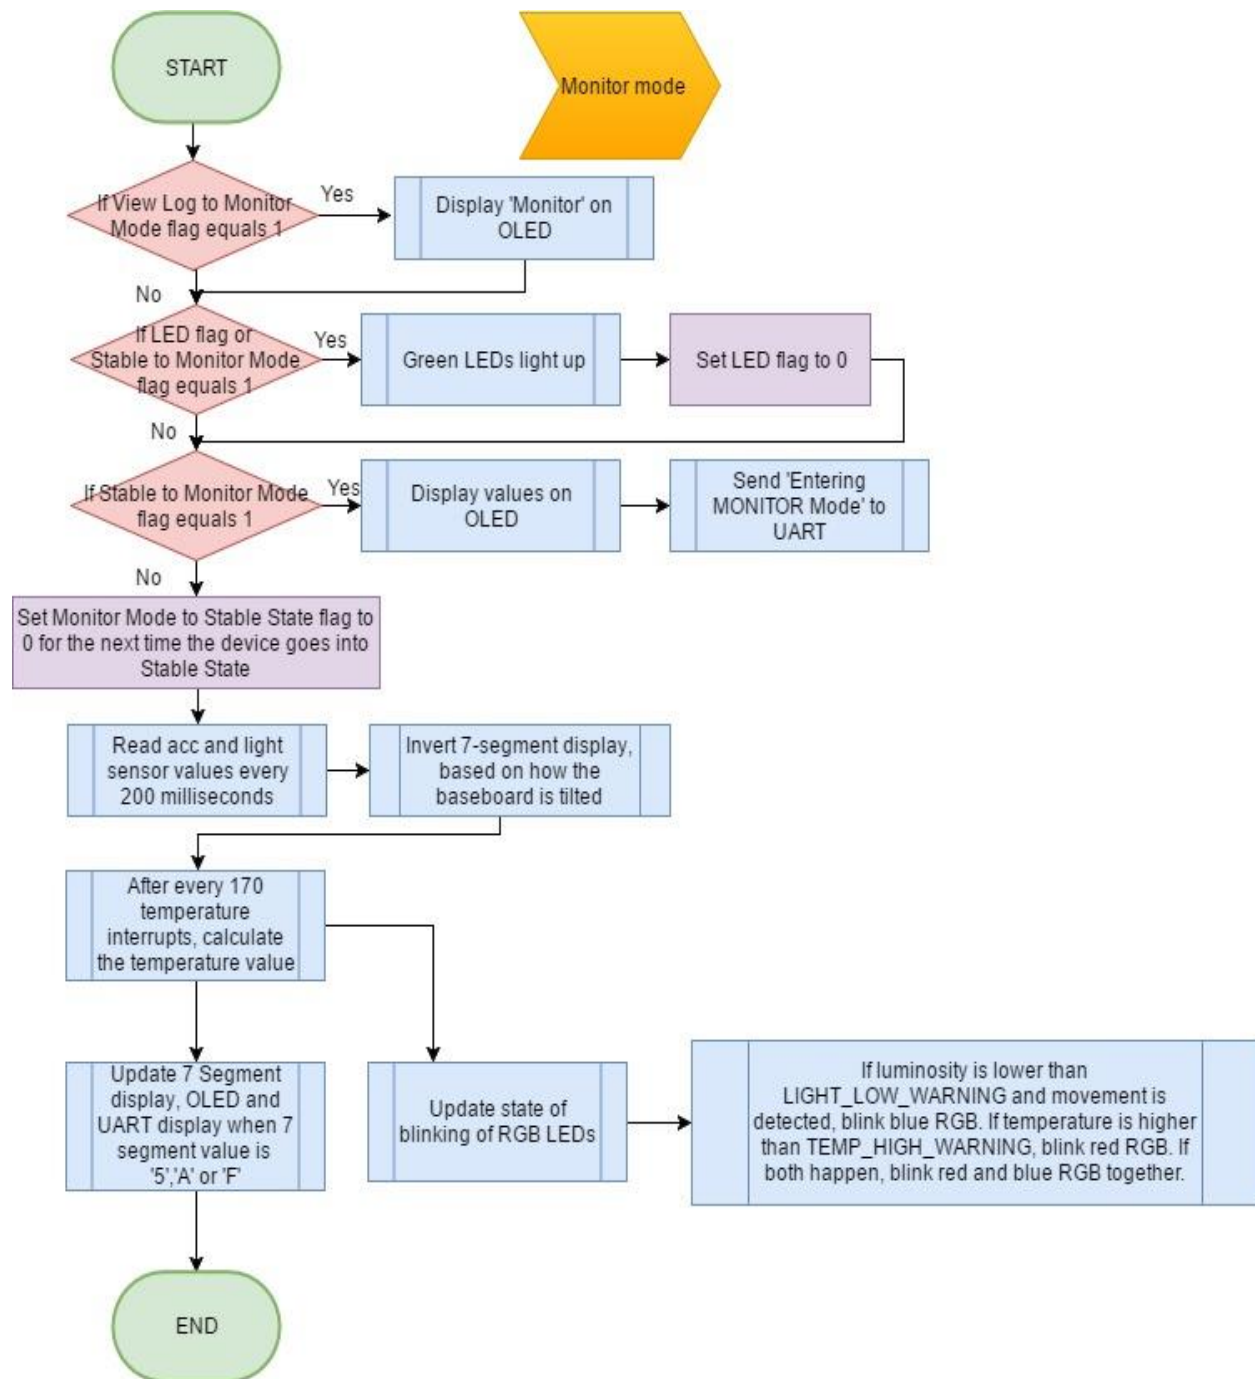 START
Monitor mode
If View Log to Monitor
Mode flag equals 1
Yes
Display 'Monitor' on
OLED
No
If LED flag or
Stable to Monitor Mode
flag equals 1
Yes
Green LEDs light up
Set LED flag to 0
No
If Stable to Monitor Mode
flag equals 1
Yes
Display values on
OLED
Send 'Entering
MONITOR Mode' to
UART
No
Set Monitor Mode to Stable State flag to
0 for the next time the device goes into
Stable State
Read acc and light
sensor values every
200 milliseconds
Invert 7-segment display,
based on how the
baseboard is tilted
After every 170
temperature
interrupts, calculate
the temperature value
Update 7 Segment
display, OLED and
UART display when 7
segment value is
'5','A' or 'F'
Update state of
blinking of RGB LEDs
If luminosity is lower than
LIGHT_LOW_WARNING and movement is
detected, blink blue RGB. If temperature is higher
than TEMP_HIGH_WARNING, blink red RGB. If
both happen, blink red and blue RGB together.
END